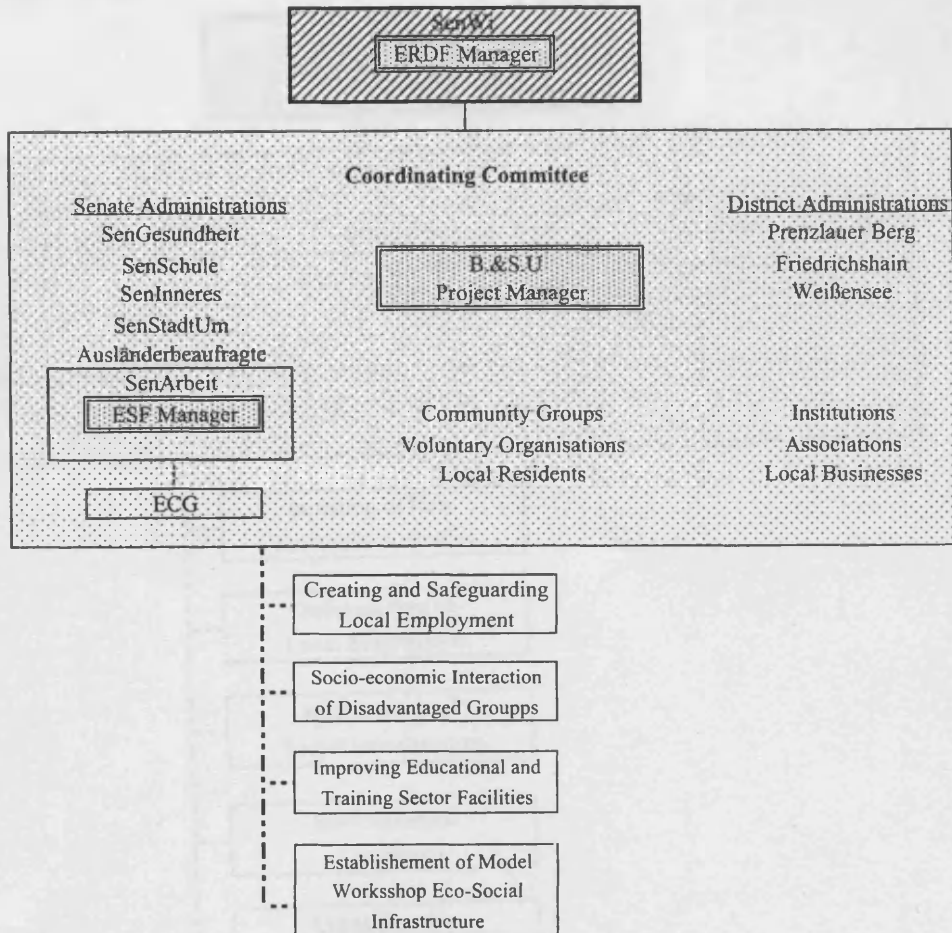 SenWi
ERDF Manager
Coordinating Committee
Senate Administrations
SenGesundheit
SenSchule
SenInneres
SenStadtUm
Ausländerbeaufragte
SenArbeit
ESF Manager
ECG
B.&S.U
Project Manager
District Administrations
Prenzlauer Berg
Friedrichshain
Weißensee
Community Groups
Voluntary Organisations
Local Residents
Institutions
Associations
Local Businesses
Creating and Safeguarding
Local Employment
Socio-economic Interaction
of Disadvantaged Groupps
Improving Educational and
Training Sector Facilities
Establishement of Model
Worksshop Eco-Social
Infrastructure